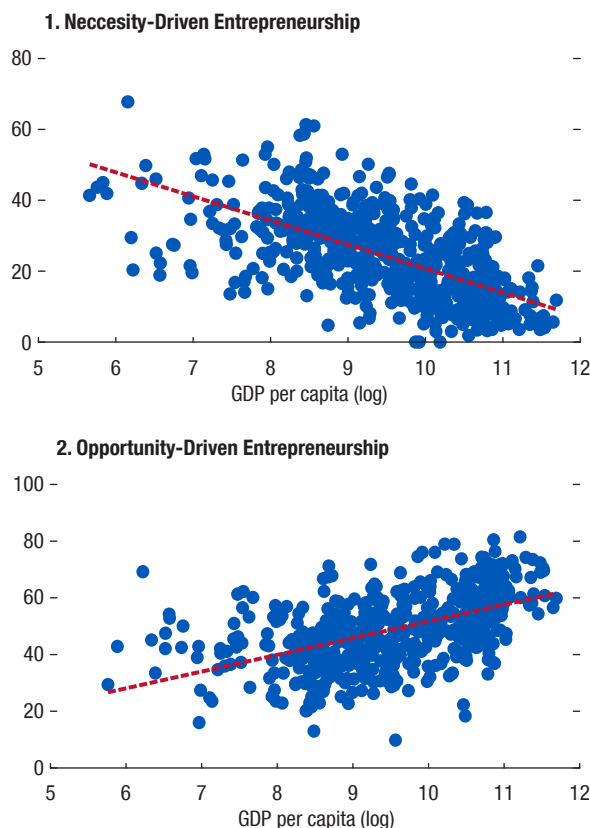 1. Neccesity-Driven Entrepreneurship
80
60
40
20
0
5 6 7 8 9 10 11 12
GDP per capita (log)
2. Opportunity-Driven Entrepreneurship
100
80
60
40
20
0
5 6 7 8 9 10 11 12
GDP per capita (log)